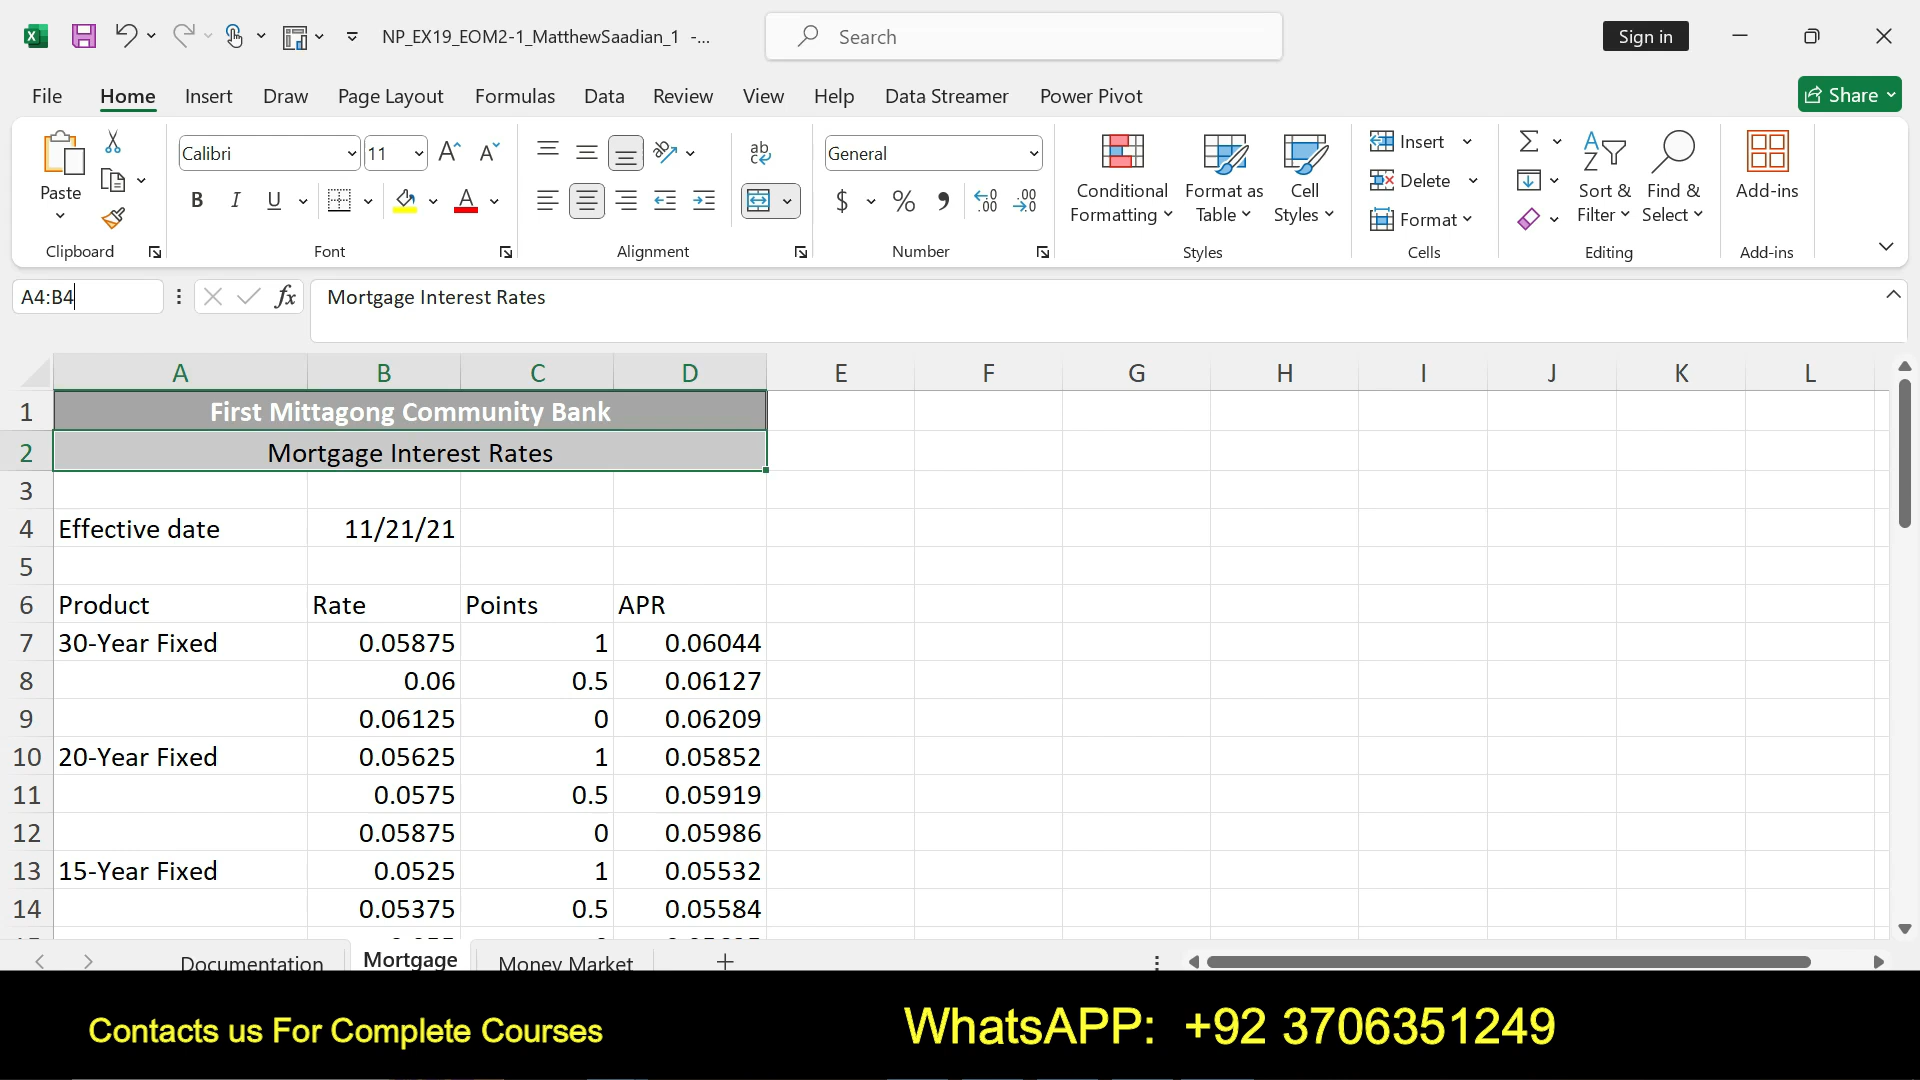 NP_EX19_EOM2-1_MatthewSaadian_1 -...
Search
Sign in
File Home Insert Draw Page Layout Formulas Data Review View Help Data Streamer Power Pivot
Share
Paste
Clipboard
Calibri 11
B I U
Font
Alignment
General
$ % ,
Number
Conditional Formatting
Format as Table
Cell Styles
Styles
Insert
Delete
Format
Cells
Sort & Filter
Find & Select
Editing
Add-ins
Add-ins
A4:B4 fx Mortgage Interest Rates
A B C D E F G H I J K L
1 First Mittagong Community Bank
2 Mortgage Interest Rates
3
4 Effective date 11/21/21
5
6 Product Rate Points APR
7 30-Year Fixed 0.05875 1 0.06044
8 0.06 0.5 0.06127
9 0.06125 0 0.06209
10 20-Year Fixed 0.05625 1 0.05852
11 0.0575 0.5 0.05919
12 0.05875 0 0.05986
13 15-Year Fixed 0.0525 1 0.05532
14 0.05375 0.5 0.05584
Documentation Mortgage Money Market
Contacts us For Complete Courses
WhatsAPP: +92 3706351249